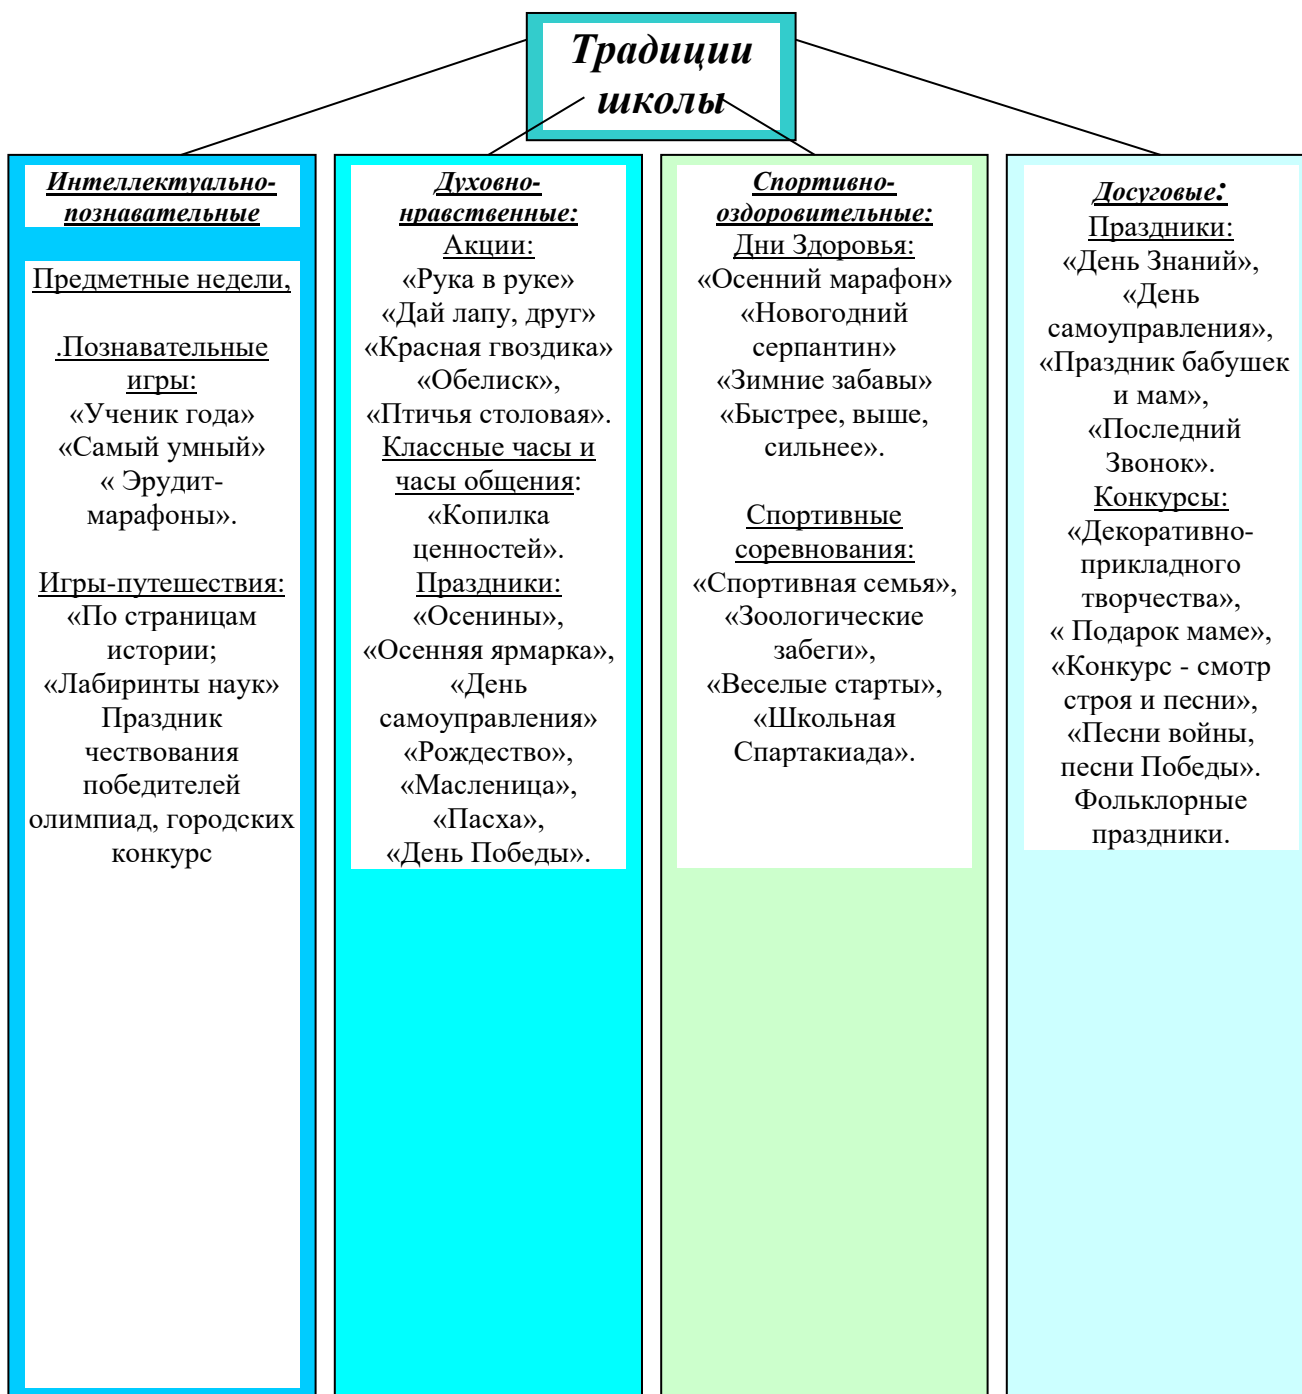 Традиции
школы
Интеллектуально-
познавательные
Предметные недели,
.Познавательные
игры:
«Ученик года»
«Самый умный»
« Эрудит-
марафоны».
Игры-путешествия:
«По страницам
истории;
«Лабиринты наук»
Праздник
чествования
победителей
олимпиад, городских
конкурс
Духовно-
нравственные:
Акции:
«Рука в руке»
«Дай лапу, друг»
«Красная гвоздика»
«Обелиск»,
«Птичья столовая».
Классные часы и
часы общения:
«Копилка
ценностей».
Праздники:
«Осенины»,
«Осенняя ярмарка»,
«День
самоуправления»
«Рождество»,
«Масленица»,
«Пасха»,
«День Победы».
Спортивно-
оздоровительные:
Дни Здоровья:
«Осенний марафон»
«Новогодний
серпантин»
«Зимние забавы»
«Быстрее, выше,
сильнее».
Спортивные
соревнования:
«Спортивная семья»,
«Зоологические
забеги»,
«Веселые старты»,
«Школьная
Спартакиада».
Досуговые:
Праздники:
«День Знаний»,
«День
самоуправления»,
«Праздник бабушек
и мам»,
«Последний
Звонок».
Конкурсы:
«Декоративно-
прикладного
творчества»,
« Подарок маме»,
«Конкурс - смотр
строя и песни»,
«Песни войны,
песни Победы».
Фольклорные
праздники.